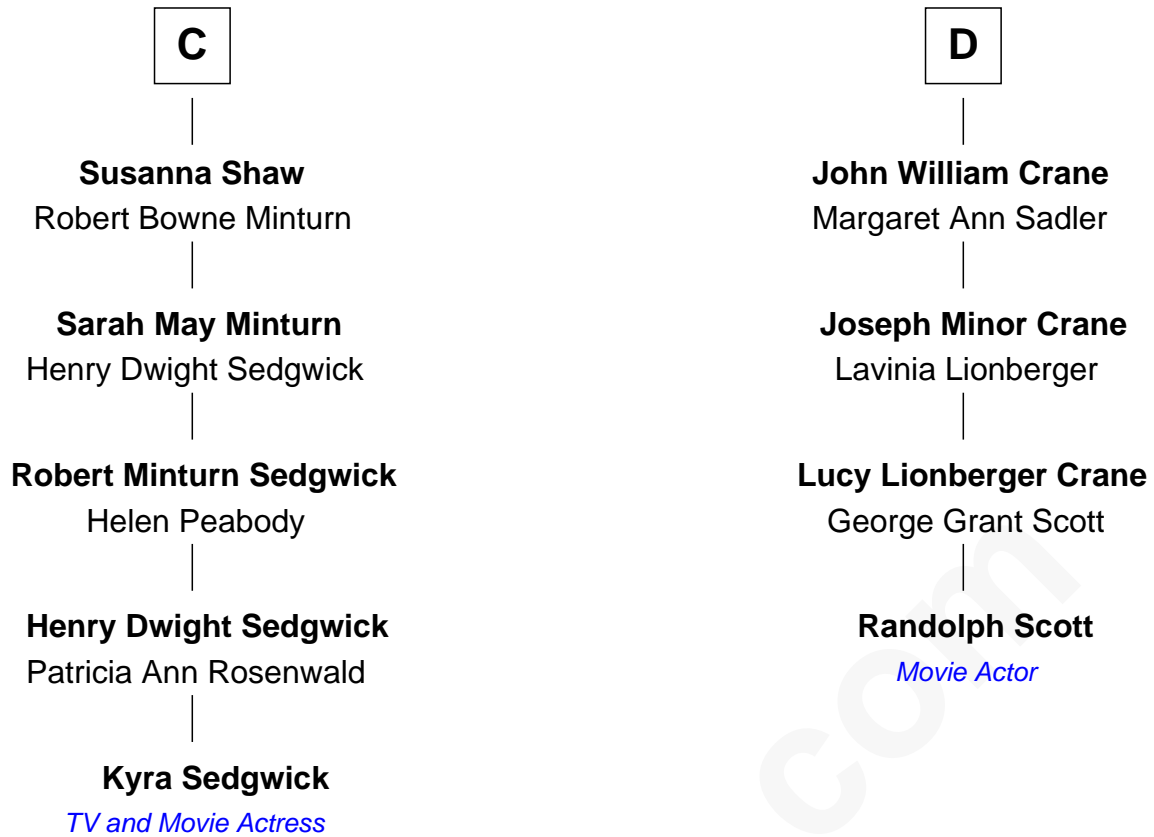 C
Susanna Shaw
Robert Bowne Minturn
Sarah May Minturn
Henry Dwight Sedgwick
Robert Minturn Sedgwick
Helen Peabody
Henry Dwight Sedgwick
Patricia Ann Rosenwald
Kyra Sedgwick
TV and Movie Actress
D
John William Crane
Margaret Ann Sadler
Joseph Minor Crane
Lavinia Lionberger
Lucy Lionberger Crane
George Grant Scott
Randolph Scott
Movie Actor
com